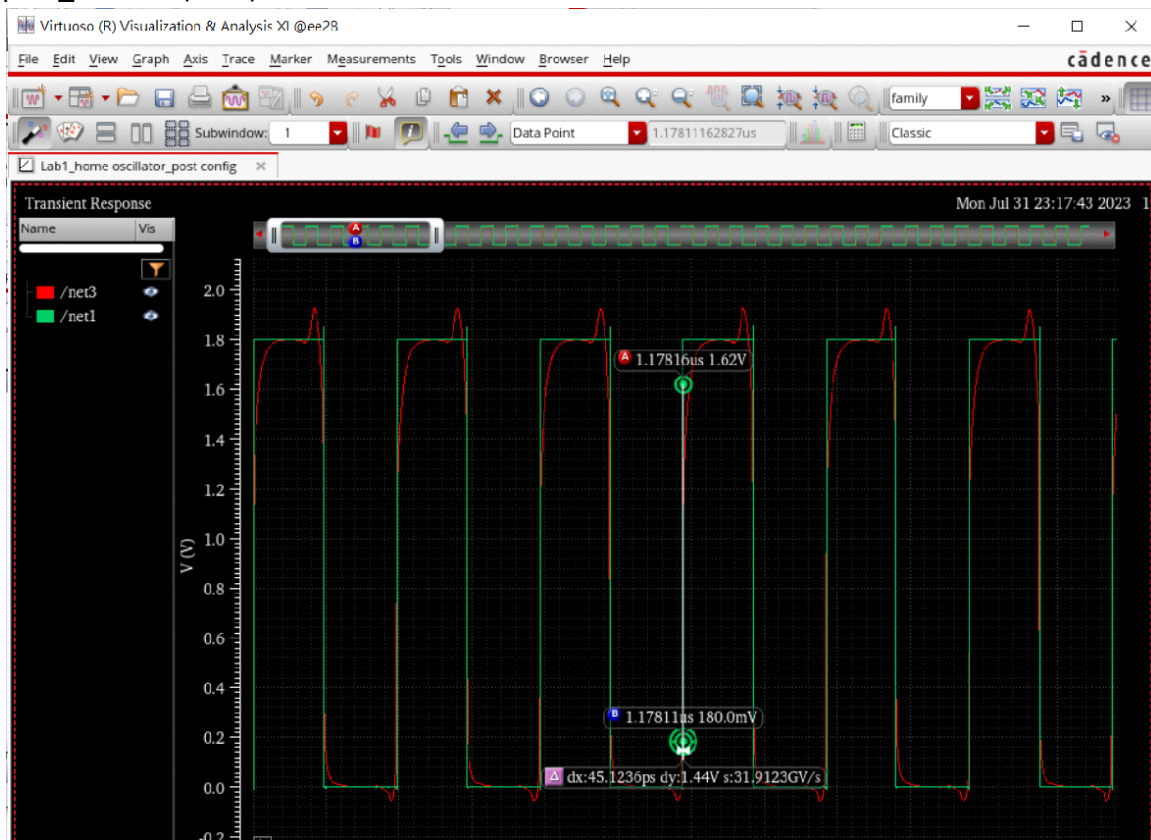 Virtuoso (R) Visualization & Analysis XL@ee28
File Edit View Graph Axis Trace Marker Measurements Tools Window Browser Help
cādence
family
»
Subwindow: 1
Data Point
1.17811162827us
Classic
Lab1_home oscillator_post config
Transient Response
Mon Jul 31 23:17:43 2023 1
Name Vis
A
B
/net3
/net1
2.0
1.8
A 1.17816us 1.62V
1.6
1.4
1.2
1.0
V (V)
0.8
0.6
0.4
B 1.17811us 180.0mV
0.2
Δ dx:45.1236ps dy:1.44V s:31.9123GV/s
0.0
-0.2